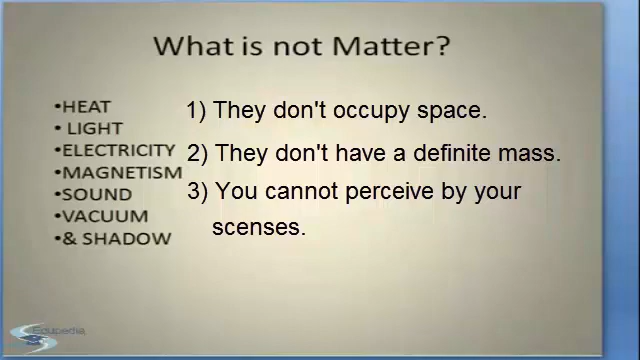 What is not Matter?
•HEAT
• LIGHT
•ELECTRICITY
•MAGNETISM
•SOUND
•VACUUM
•& SHADOW
1) They don't occupy space.
2) They don't have a definite mass.
3) You cannot perceive by your
scenses.
Edupedia